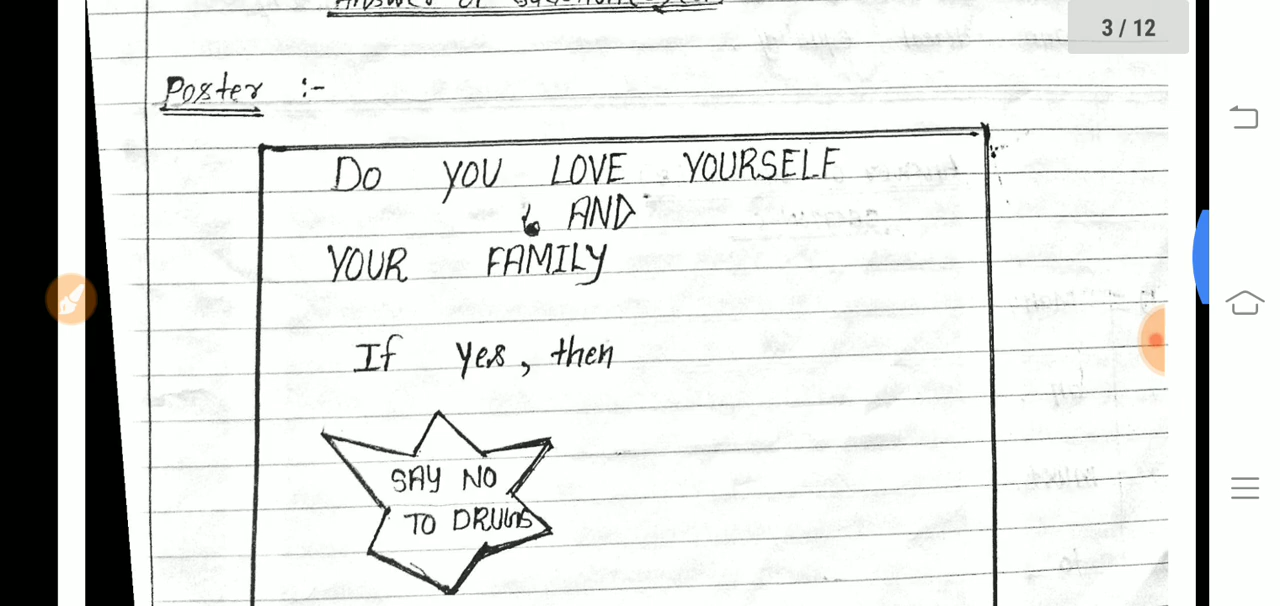 3 / 12
Poster :-
DO YOU LOVE YOURSELF
& AND
YOUR FAMILY
If yes, then
SAY NO
TO DRUGS